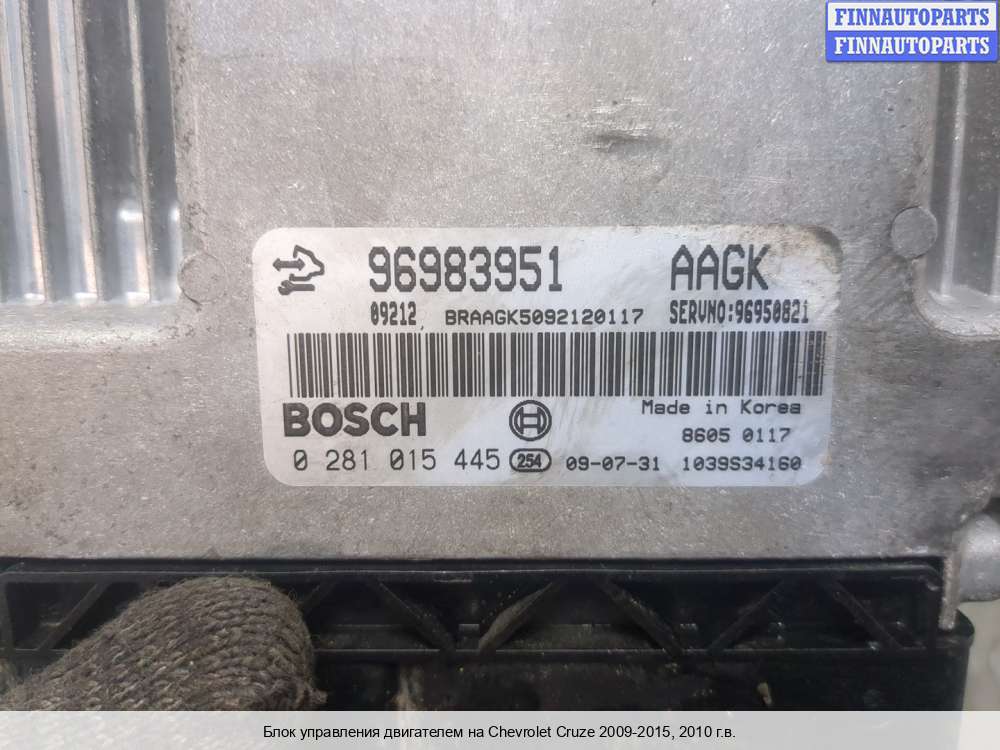 FINNAUTOPARTS
FINNAUTOPARTS
96983951 AAGK
09212 BRAAGK5092120117 SERVNO:96950821
BOSCH Made in Korea
8605 0117
0 281 015 445 254 09-07-31 1039S34160
Блок управления двигателем на Chevrolet Cruze 2009-2015, 2010 г.в.